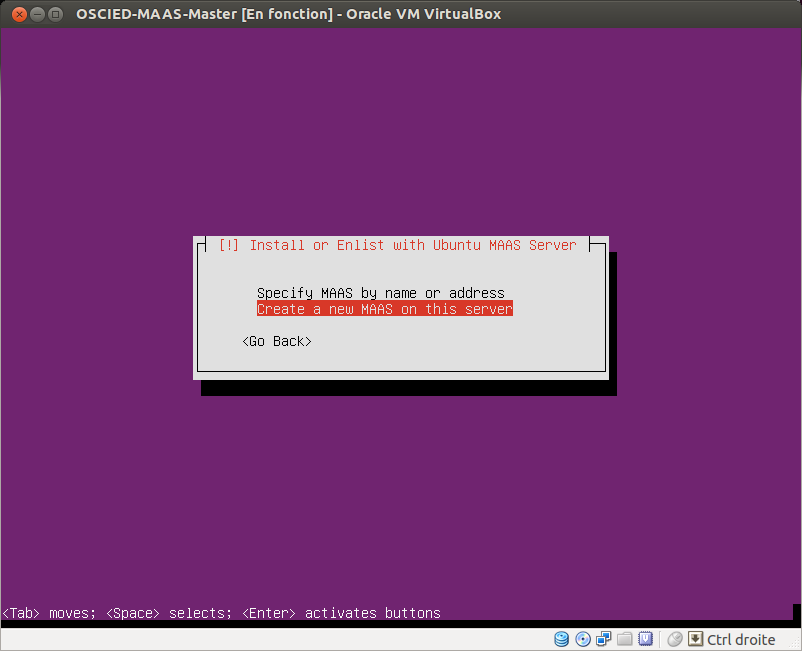 OSCIED-MAAS-Master [En fonction] - Oracle VM VirtualBox
[!] Install or Enlist with Ubuntu MAAS Server
Specify MAAS by name or address
Create a new MAAS on this server
<Go Back>
<Tab> moves; <Space> selects; <Enter> activates buttons
Ctrl droite